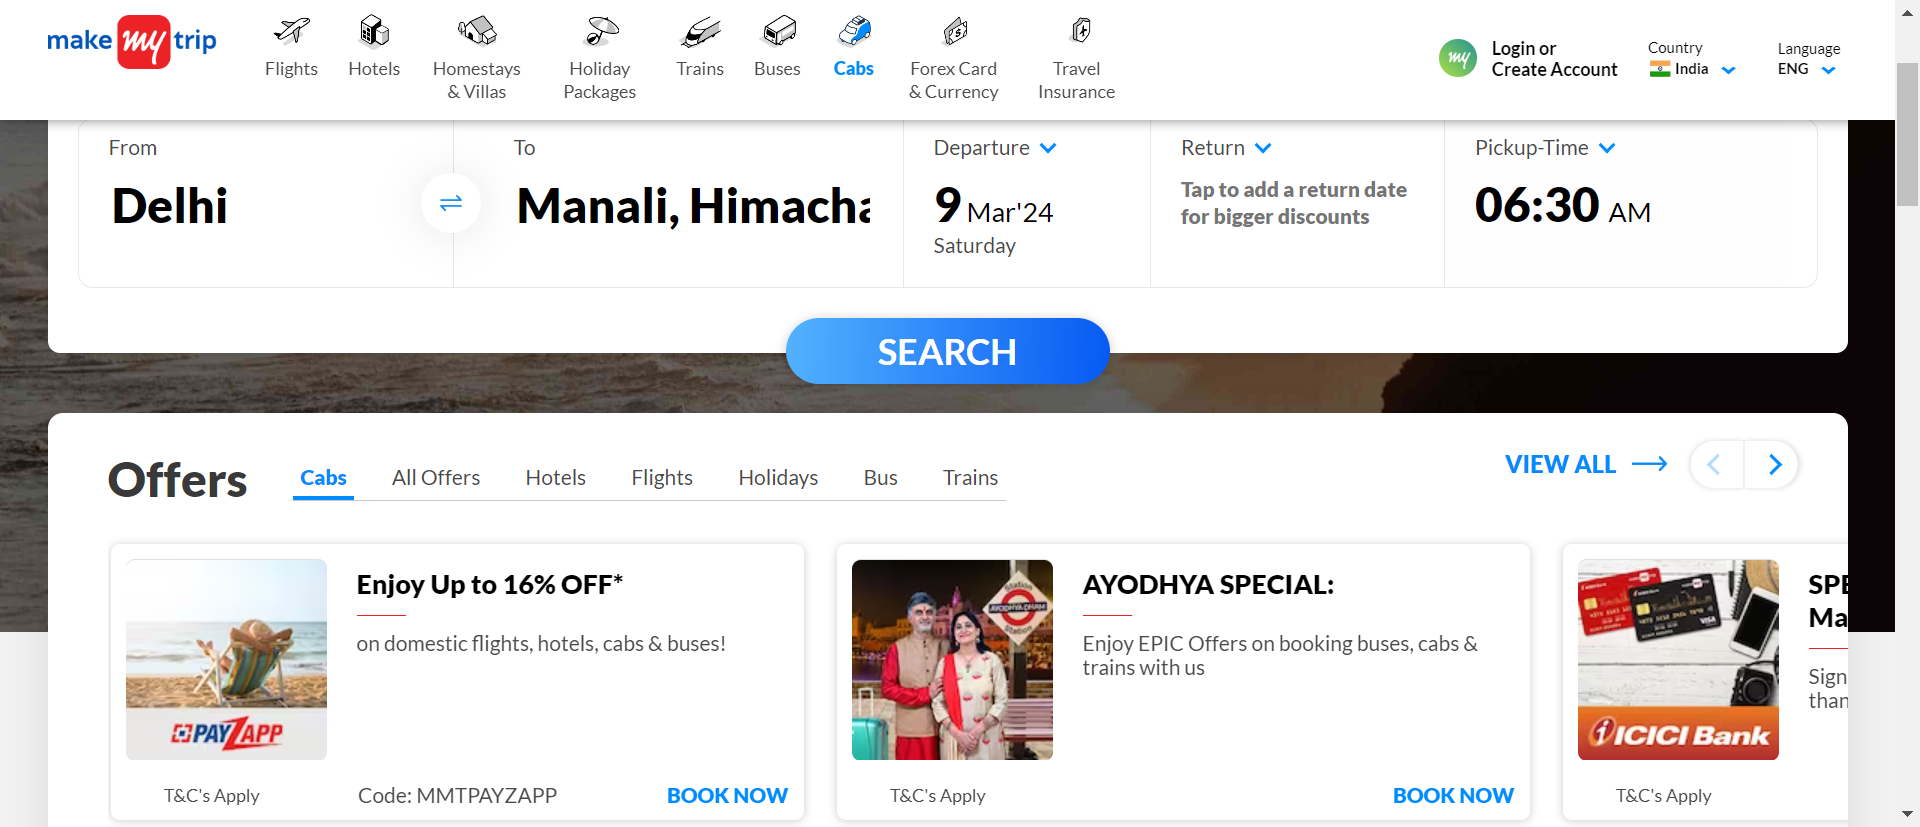 make my trip
Flights
Hotels
Homestays
& Villas
Holiday
Packages
Trains
Buses
Cabs
Forex Card
& Currency
Travel
Insurance
my
Login or
Create Account
Country
India
Language
ENG
From
Delhi
To
Manali, Himacha
Departure
9 Mar'24
Saturday
Return
Tap to add a return date
for bigger discounts
Pickup-Time
06:30 AM
SEARCH
Offers
Cabs
All Offers
Hotels
Flights
Holidays
Bus
Trains
VIEW ALL
PAYZAPP
Enjoy Up to 16% OFF*
on domestic flights, hotels, cabs & buses!
T&C's Apply
Code: MMTPAYZAPP
BOOK NOW
Station
AYODHYA DHAM
Station
AYODHYA SPECIAL:
Enjoy EPIC Offers on booking buses, cabs &
trains with us
T&C's Apply
BOOK NOW
VISA
ICICI Bank
SPE
Ma
Sign
than
T&C's Apply